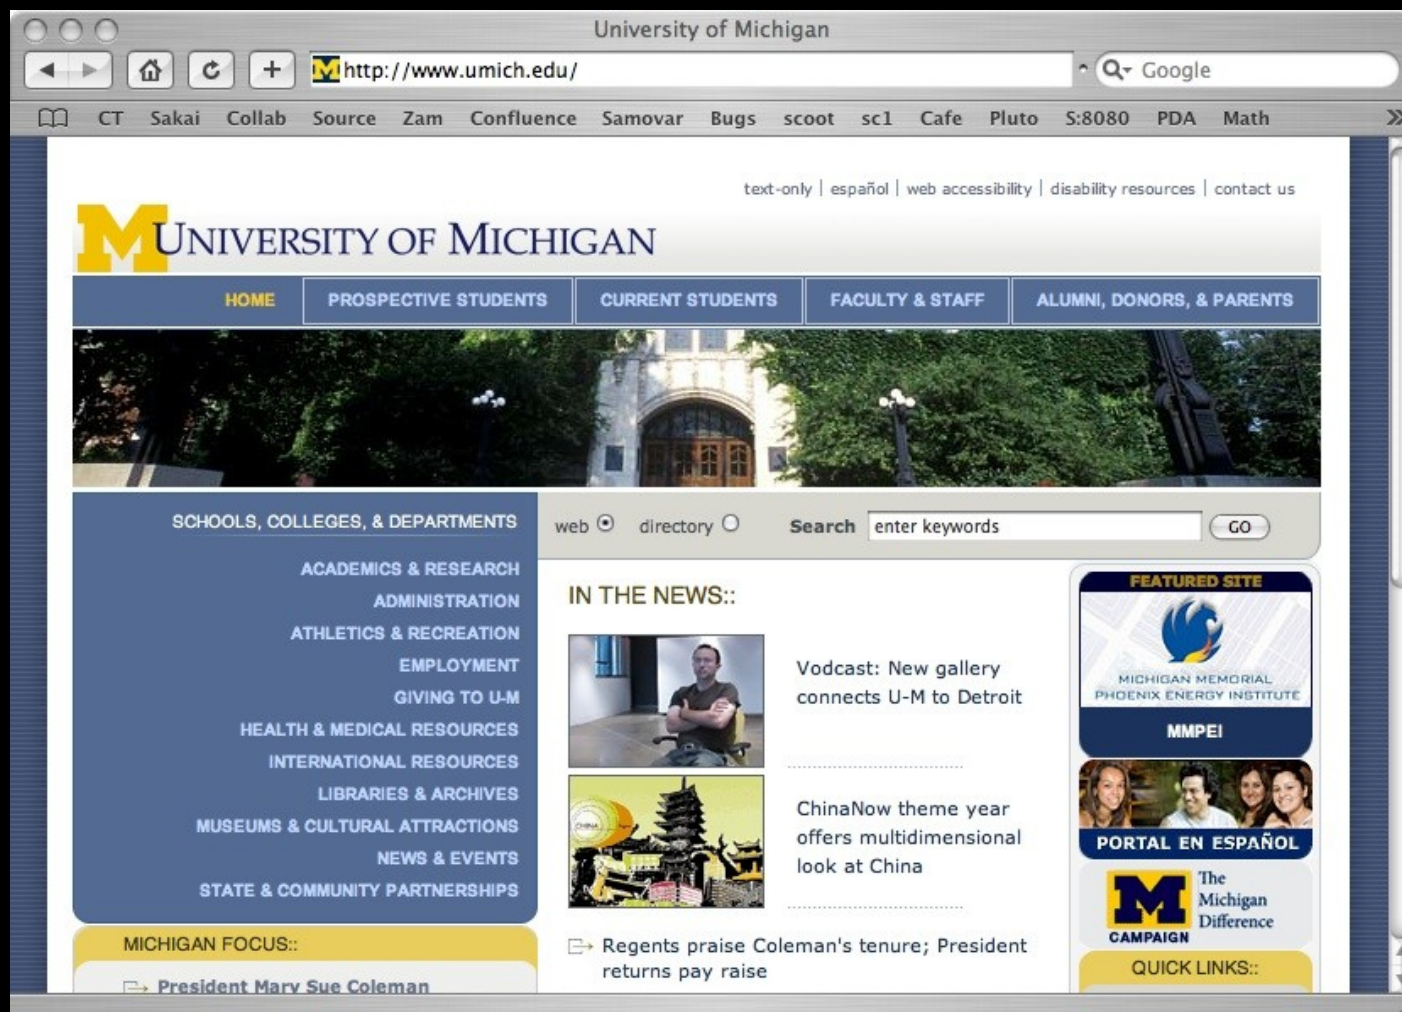 University of Michigan
M http://www.umich.edu/
Google
CT Sakai Collab Source Zam Confluence Samovar Bugs scoot sc1 Cafe Pluto S:8080 PDA Math
text-only | español | web accessibility | disability resources | contact us
M UNIVERSITY OF MICHIGAN
HOME PROSPECTIVE STUDENTS CURRENT STUDENTS FACULTY & STAFF ALUMNI, DONORS, & PARENTS
SCHOOLS, COLLEGES, & DEPARTMENTS
ACADEMICS & RESEARCH
ADMINISTRATION
ATHLETICS & RECREATION
EMPLOYMENT
GIVING TO U-M
HEALTH & MEDICAL RESOURCES
INTERNATIONAL RESOURCES
LIBRARIES & ARCHIVES
MUSEUMS & CULTURAL ATTRACTIONS
NEWS & EVENTS
STATE & COMMUNITY PARTNERSHIPS
MICHIGAN FOCUS::
President Mary Sue Coleman
web directory Search enter keywords GO
IN THE NEWS::
Vodcast: New gallery
connects U-M to Detroit
CHINA
ChinaNow theme year
offers multidimensional
look at China
Regents praise Coleman's tenure; President
returns pay raise
FEATURED SITE
MICHIGAN MEMORIAL
PHOENIX ENERGY INSTITUTE
MMPEI
PORTAL EN ESPAÑOL
M
The
Michigan
Difference
CAMPAIGN
QUICK LINKS::